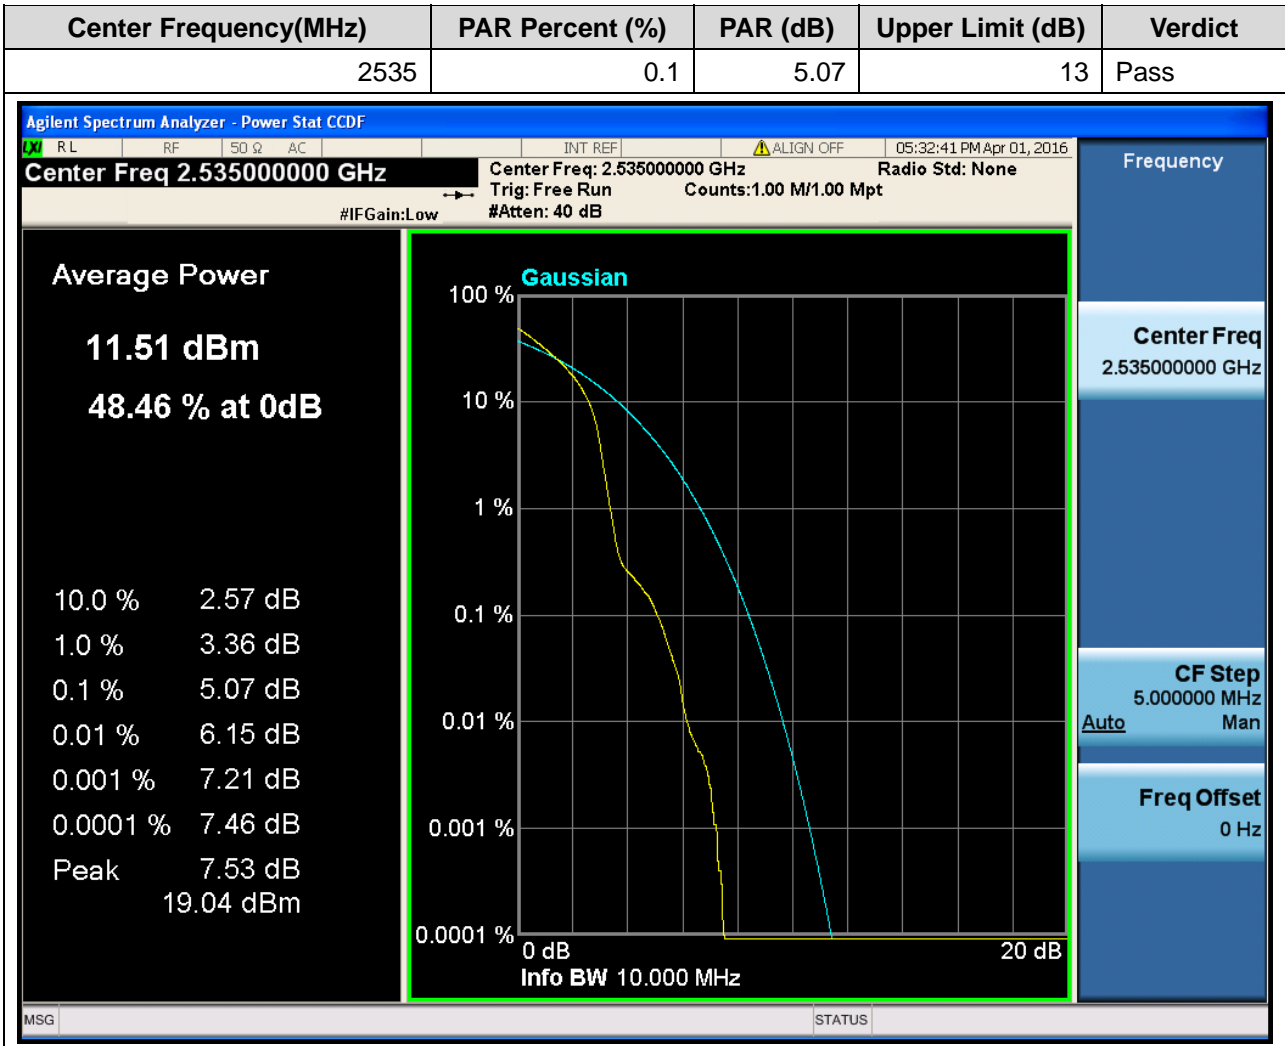 Center Frequency(MHz) PAR Percent (%) PAR (dB) Upper Limit (dB) Verdict
2535 0.1 5.07 13 Pass
Agilent Spectrum Analyzer - Power Stat CCDF
LXI RL RF 50 Ω AC INT REF ALIGN OFF 05:32:41 PM Apr 01, 2016
Center Freq 2.535000000 GHz
#IFGain:Low
Center Freq: 2.535000000 GHz Radio Std: None
Trig: Free Run Counts:1.00 M/1.00 Mpt
#Atten: 40 dB
Average Power
11.51 dBm
48.46 % at 0dB
10.0 % 2.57 dB
1.0 % 3.36 dB
0.1 % 5.07 dB
0.01 % 6.15 dB
0.001 % 7.21 dB
0.0001 % 7.46 dB
Peak 7.53 dB
19.04 dBm
Gaussian
100 %
10 %
1 %
0.1 %
0.01 %
0.001 %
0.0001 %
0 dB 20 dB
Info BW 10.000 MHz
Frequency
Center Freq
2.535000000 GHz
CF Step
5.000000 MHz
Auto Man
Freq Offset
0 Hz
MSG STATUS